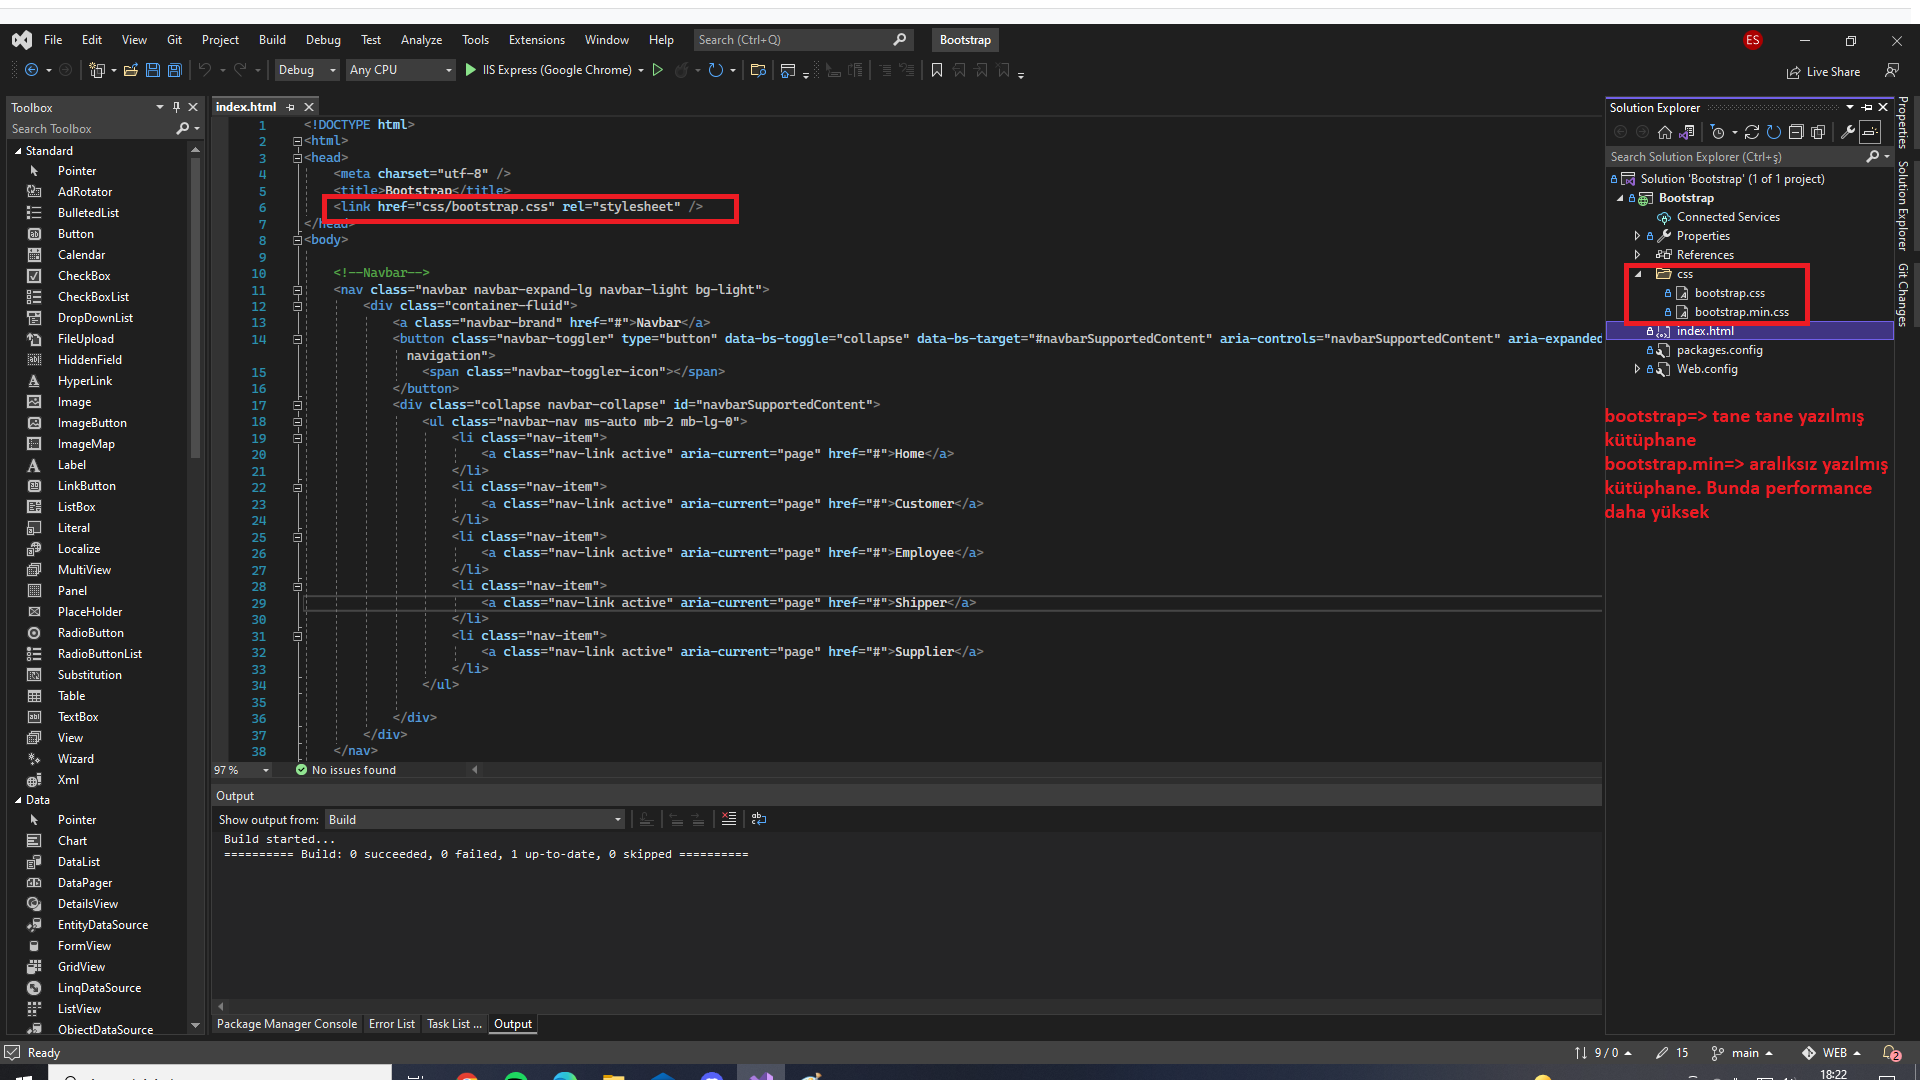 File Edit View Git Project Build Debug Test Analyze Tools Extensions Window Help Search (Ctrl+Q) Bootstrap ES
Debug Any CPU IIS Express (Google Chrome) Live Share
Toolbox
Search Toolbox
Standard
Pointer
AdRotator
BulletedList
Button
Calendar
CheckBox
CheckBoxList
DropDownList
FileUpload
HiddenField
HyperLink
Image
ImageButton
ImageMap
Label
LinkButton
ListBox
Literal
Localize
MultiView
Panel
PlaceHolder
RadioButton
RadioButtonList
Substitution
Table
TextBox
View
Wizard
Xml
Data
Pointer
Chart
DataList
DataPager
DetailsView
EntityDataSource
FormView
GridView
LinqDataSource
ListView
ObjectDataSource
index.html
1 <!DOCTYPE html>
2 <html>
3 <head>
4 <meta charset="utf-8" />
5 <title>Bootstrap</title>
6 <link href="css/bootstrap.css" rel="stylesheet" />
7 </head>
8 <body>
9
10 <!--Navbar-->
11 <nav class="navbar navbar-expand-lg navbar-light bg-light">
12 <div class="container-fluid">
13 <a class="navbar-brand" href="#">Navbar</a>
14 <button class="navbar-toggler" type="button" data-bs-toggle="collapse" data-bs-target="#navbarSupportedContent" aria-controls="navbarSupportedContent" aria-expanded
navigation">
15 <span class="navbar-toggler-icon"></span>
16 </button>
17 <div class="collapse navbar-collapse" id="navbarSupportedContent">
18 <ul class="navbar-nav ms-auto mb-2 mb-lg-0">
19 <li class="nav-item">
20 <a class="nav-link active" aria-current="page" href="#">Home</a>
21 </li>
22 <li class="nav-item">
23 <a class="nav-link active" aria-current="page" href="#">Customer</a>
24 </li>
25 <li class="nav-item">
26 <a class="nav-link active" aria-current="page" href="#">Employee</a>
27 </li>
28 <li class="nav-item">
29 <a class="nav-link active" aria-current="page" href="#">Shipper</a>
30 </li>
31 <li class="nav-item">
32 <a class="nav-link active" aria-current="page" href="#">Supplier</a>
33 </li>
34 </ul>
35
36 </div>
37 </div>
38 </nav>
97 % No issues found
Output
Show output from: Build
Build started...
========== Build: 0 succeeded, 0 failed, 1 up-to-date, 0 skipped ==========
Package Manager Console Error List Task List ... Output
Solution Explorer
Search Solution Explorer (Ctrl+ş)
Solution 'Bootstrap' (1 of 1 project)
Bootstrap
Connected Services
Properties
References
css
bootstrap.css
bootstrap.min.css
index.html
packages.config
Web.config
bootstrap=> tane tane yazılmış
kütüphane
bootstrap.min=> aralıksız yazılmış
kütüphane. Bunda performance
daha yüksek
Properties
Solution Explorer
Git Changes
Ready 9 / 0 15 main WEB 2
18:22